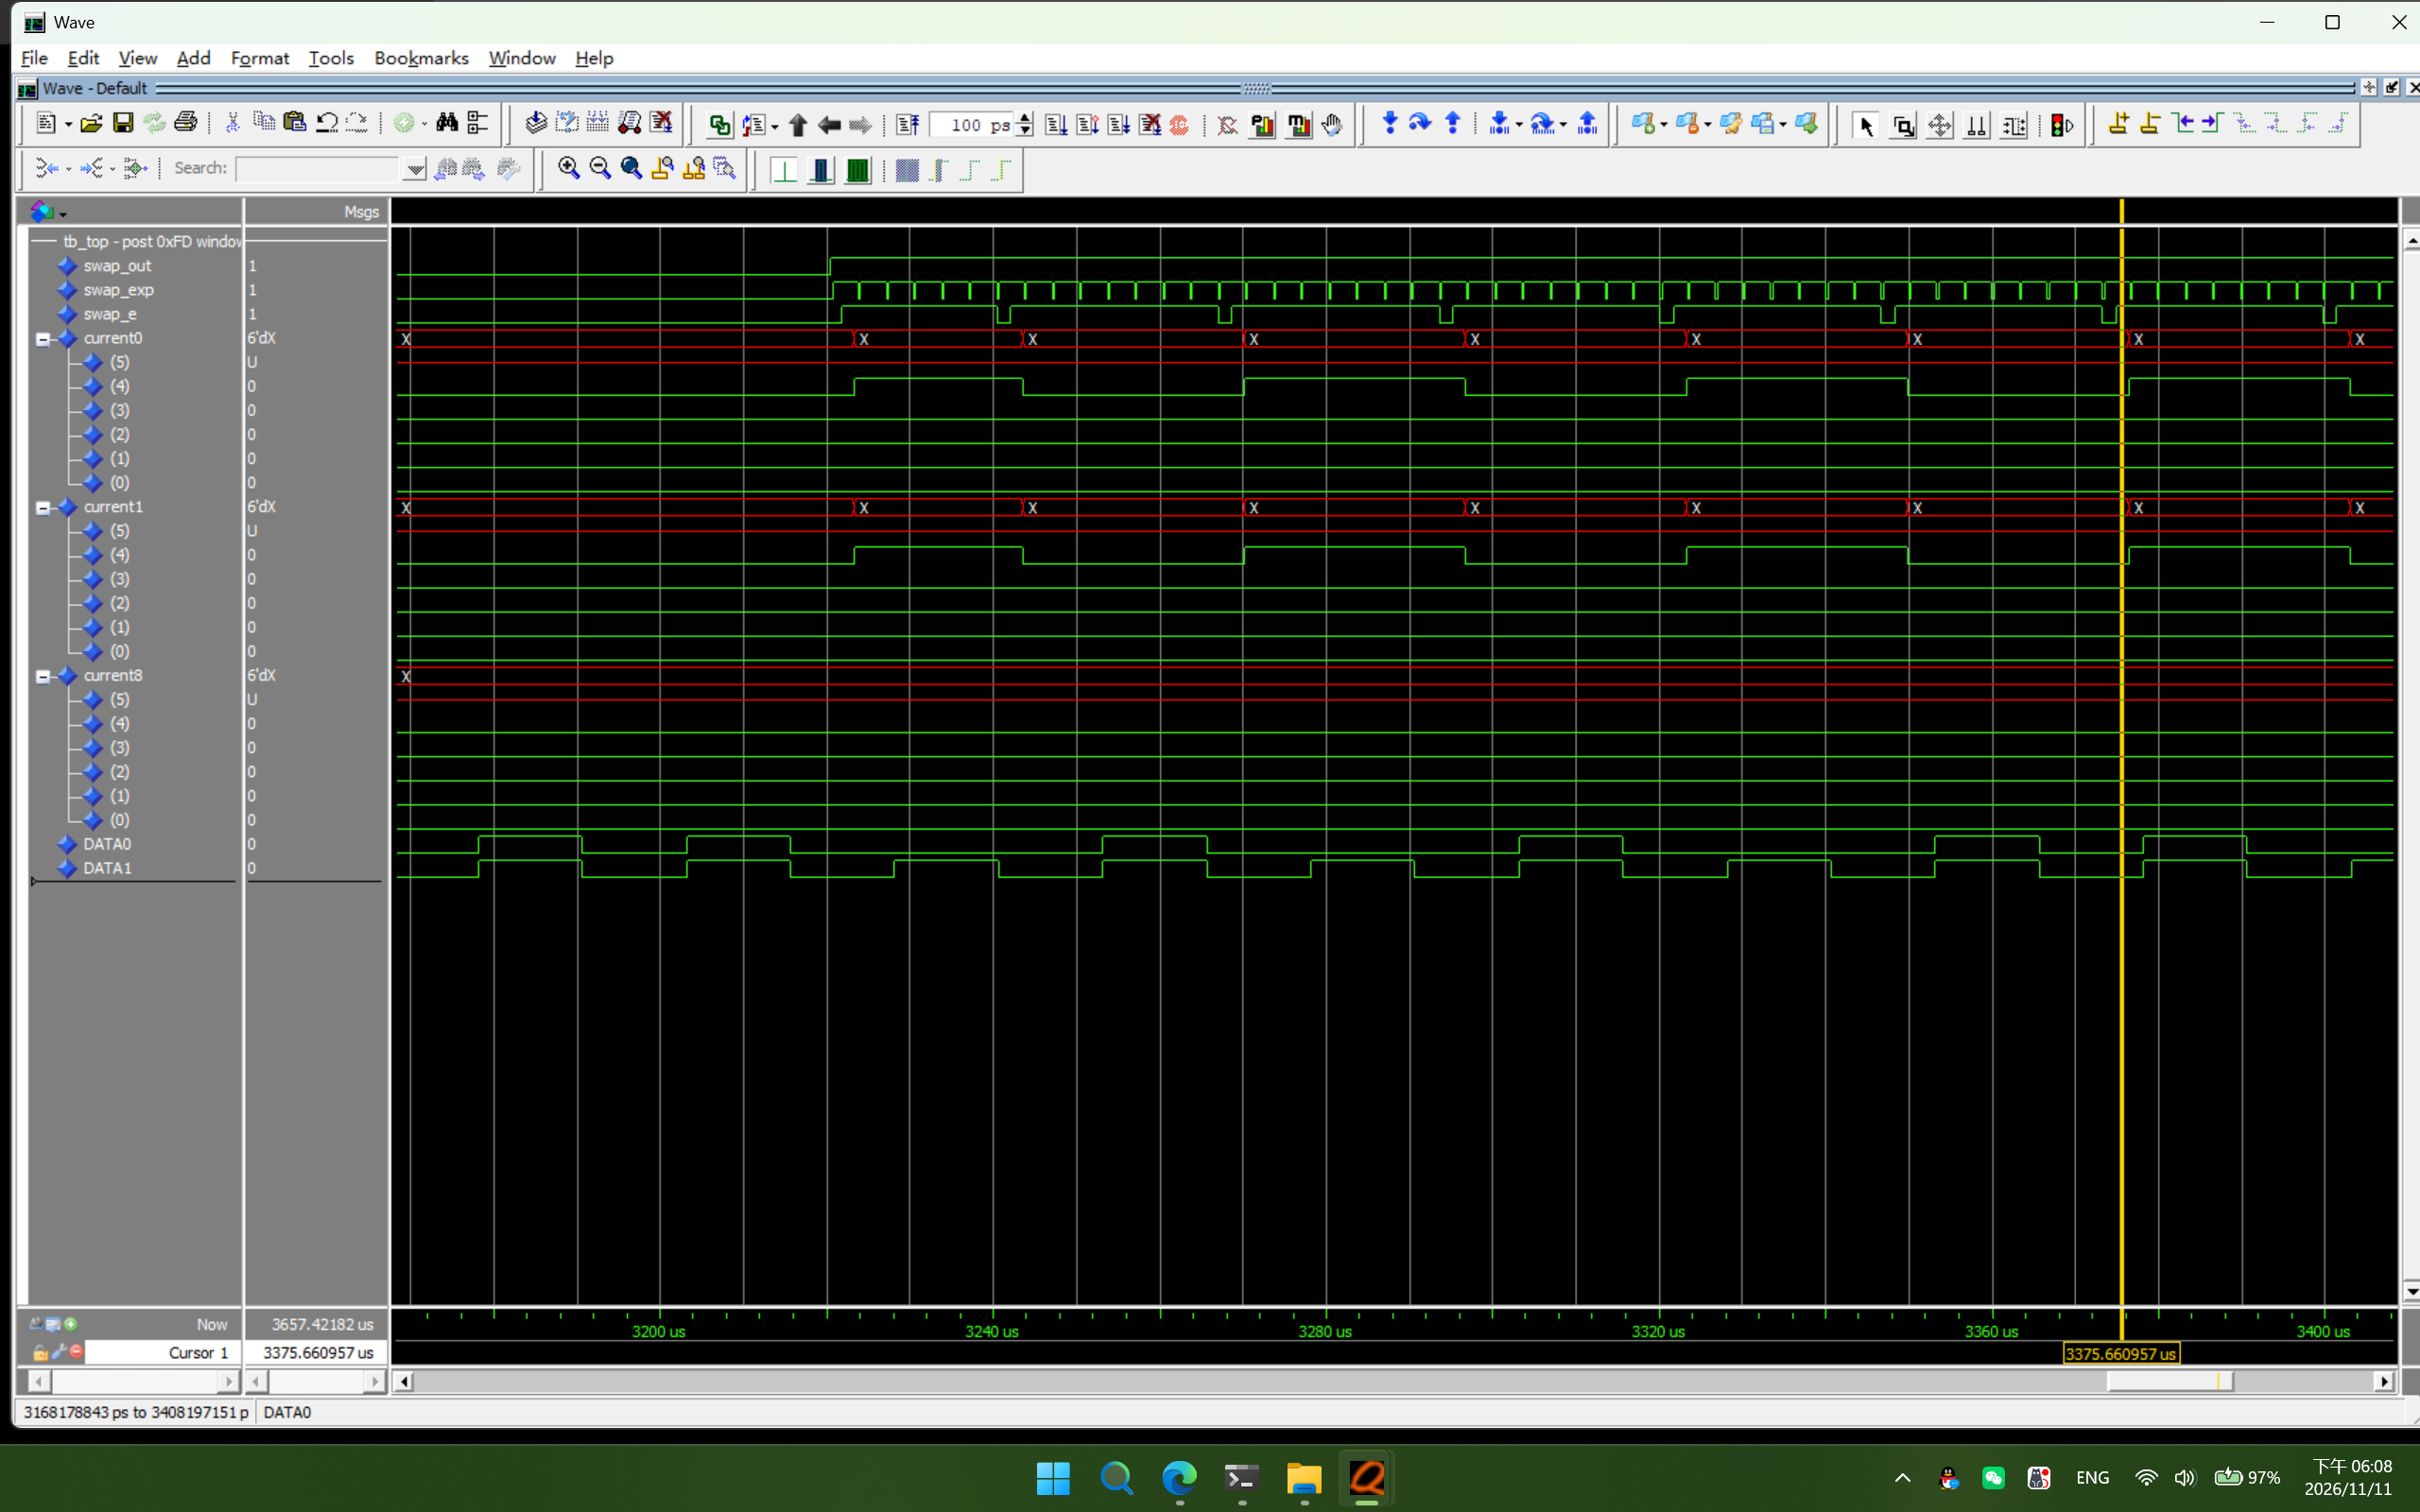 Wave
File Edit View Add Format Tools Bookmarks Window Help
Wave - Default
100 ps
Search:
Msgs
tb_top - post 0xFD window
swap_out 1
swap_exp 1
swap_e 1
current0 6'dX X X X X X X X X X
(5) U
(4) 0
(3) 0
(2) 0
(1) 0
(0) 0
current1 6'dX X X X X X X X X X
(5) U
(4) 0
(3) 0
(2) 0
(1) 0
(0) 0
current8 6'dX X
(5) U
(4) 0
(3) 0
(2) 0
(1) 0
(0) 0
DATA0 0
DATA1 0
Now 3657.42182 us 3200 us 3240 us 3280 us 3320 us 3360 us 3400 us
Cursor 1 3375.660957 us 3375.660957 us
3168178843 ps to 3408197151 p DATA0
ENG 97% 下午 06:08
2026/11/11